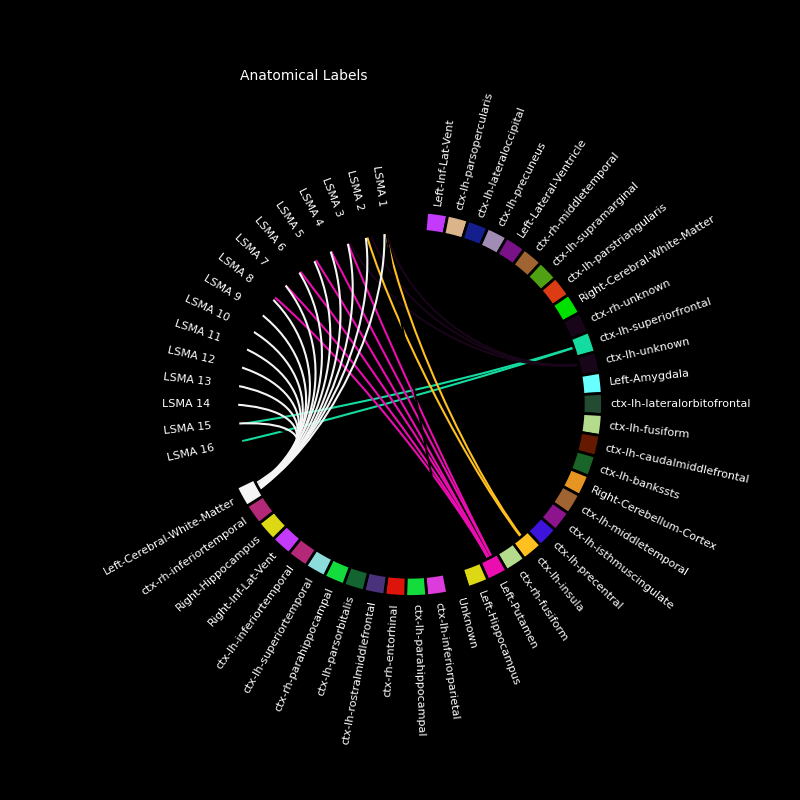 Anatomical Labels
LSMA 1
LSMA 2
LSMA 3
LSMA 4
LSMA 5
LSMA 6
LSMA 7
LSMA 8
LSMA 9
LSMA 10
LSMA 11
LSMA 12
LSMA 13
LSMA 14
LSMA 15
LSMA 16
Left-Cerebral-White-Matter
ctx-rh-inferiortemporal
Right-Hippocampus
Right-Inf-Lat-Vent
ctx-lh-inferiortemporal
ctx-lh-superiortemporal
ctx-rh-parahippocampal
ctx-lh-parsorbitalis
ctx-lh-rostralmiddlefrontal
ctx-rh-entorhinal
ctx-lh-parahippocampal
ctx-lh-inferiorparietal
Unknown
Left-Hippocampus
Left-Putamen
ctx-rh-fusiform
ctx-lh-insula
ctx-lh-precentral
ctx-lh-isthmuscingulate
ctx-lh-middletemporal
Right-Cerebellum-Cortex
ctx-lh-bankssts
ctx-lh-caudalmiddlefrontal
ctx-lh-fusiform
ctx-lh-lateralorbitofrontal
Left-Amygdala
ctx-lh-unknown
ctx-lh-superiorfrontal
ctx-rh-unknown
Right-Cerebral-White-Matter
ctx-lh-parstriangularis
ctx-lh-supramarginal
ctx-rh-middletemporal
Left-Lateral-Ventricle
ctx-lh-precuneus
ctx-lh-lateraloccipital
ctx-lh-parsopercularis
Left-Inf-Lat-Vent